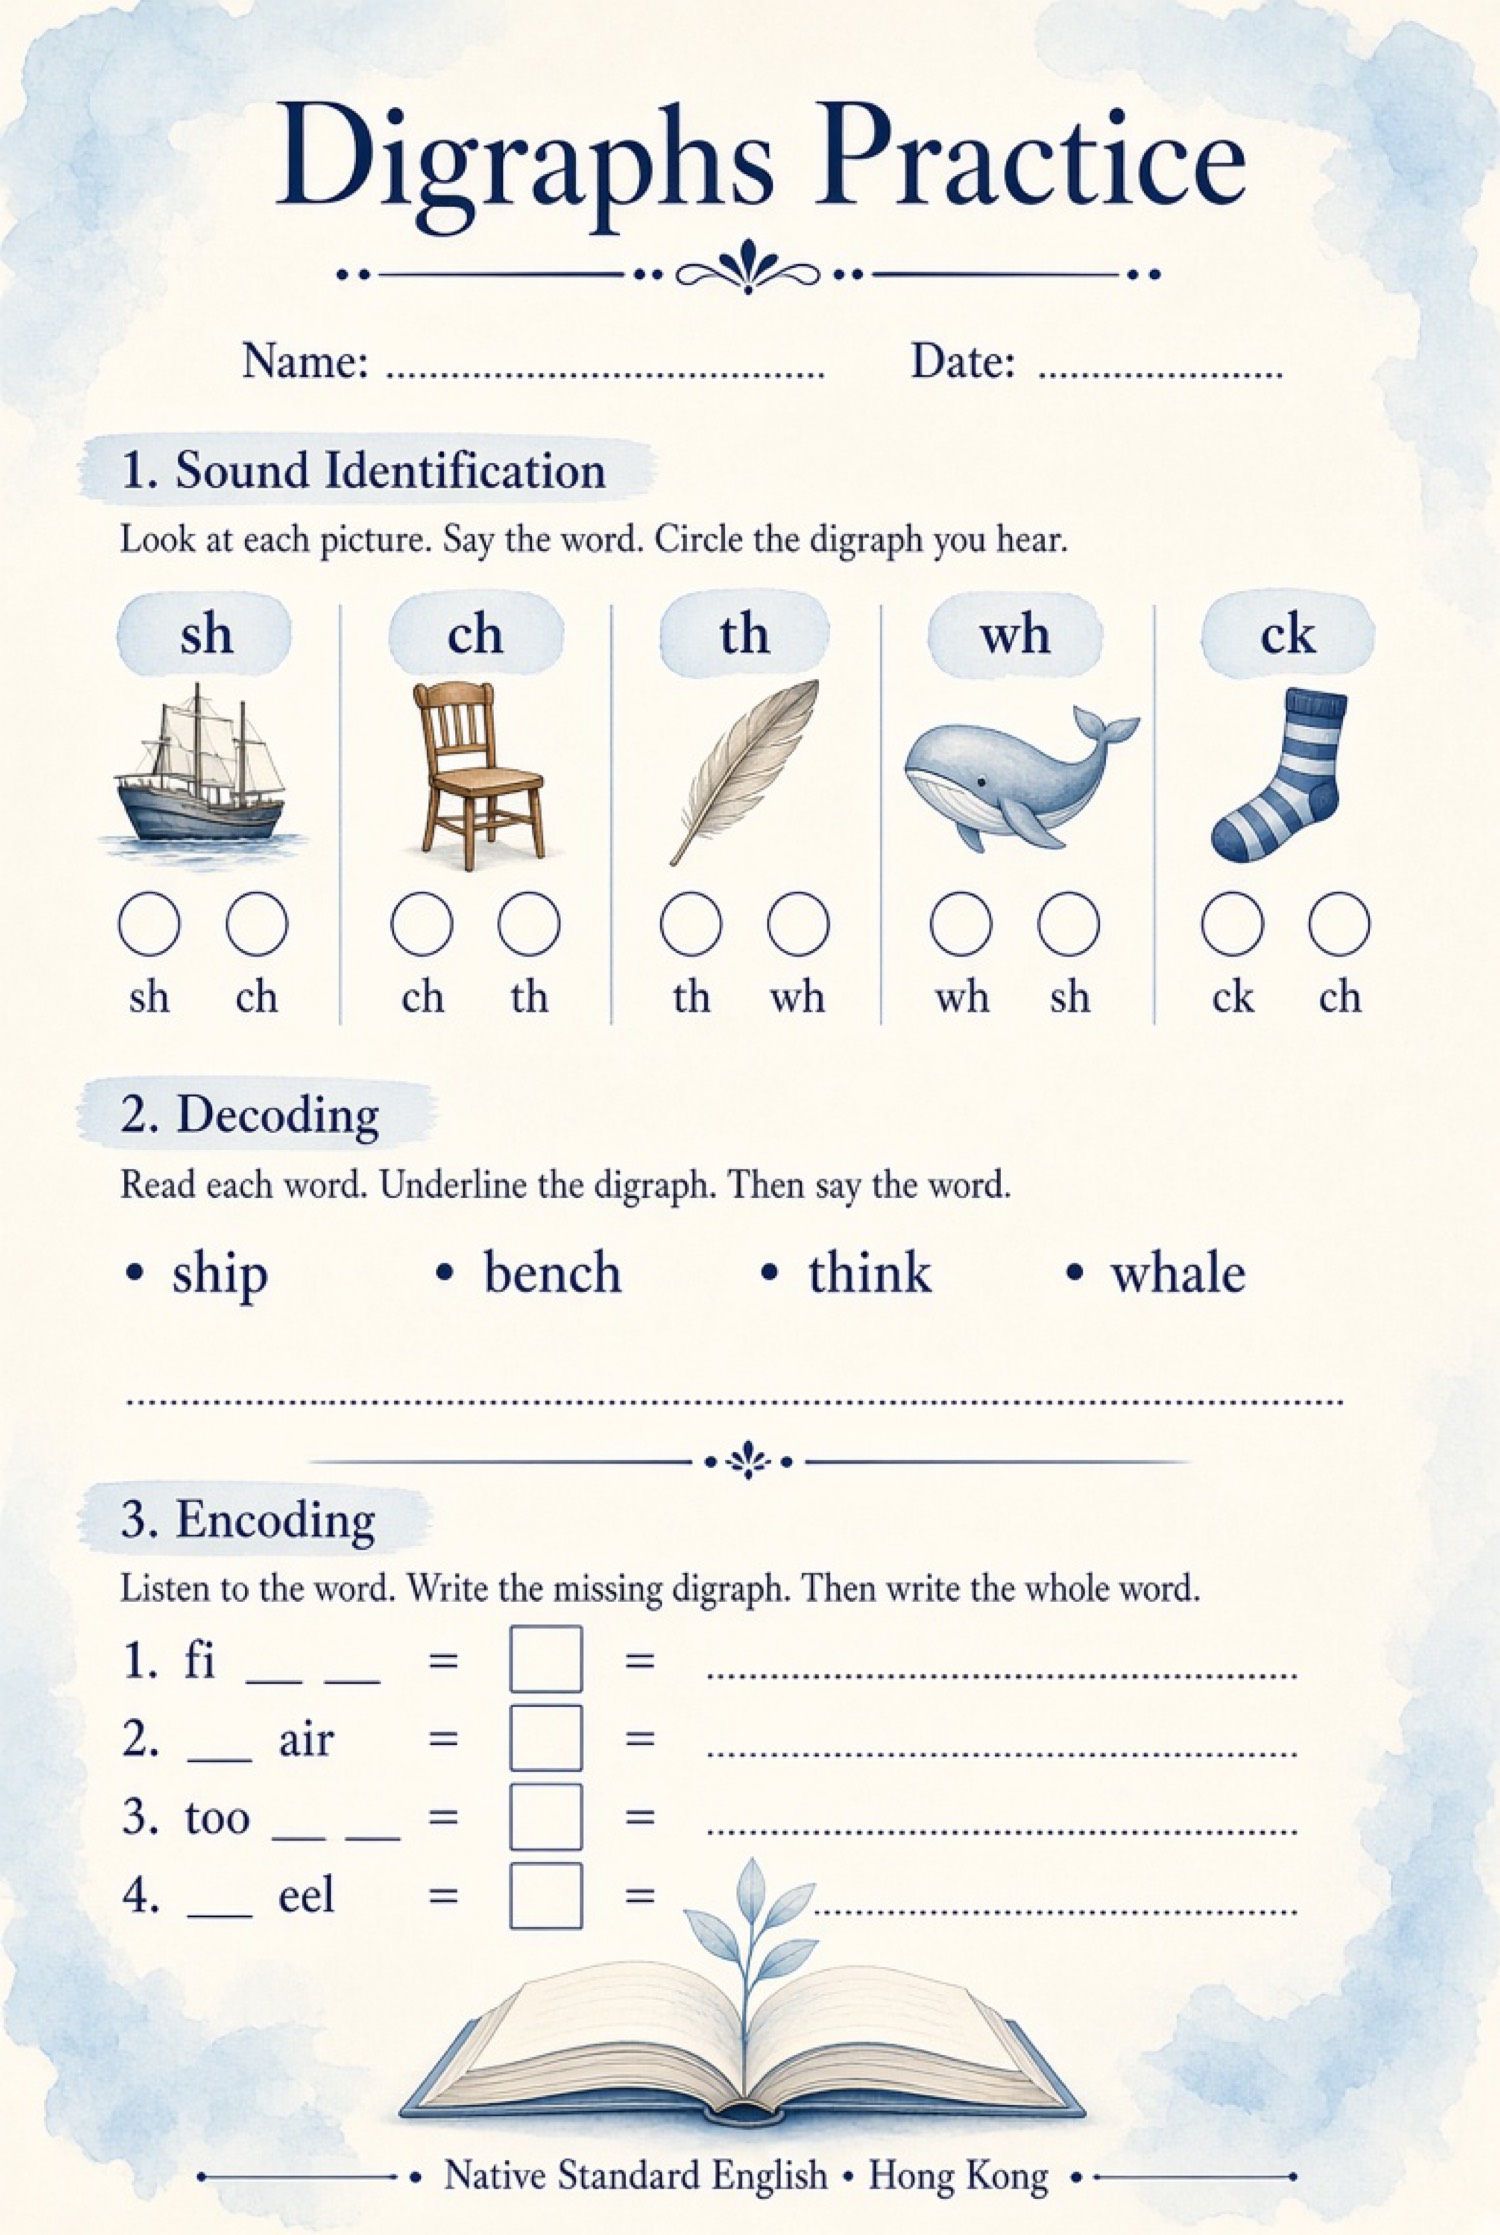 Digraphs Practice
Name: ........................................ Date: ......................
1. Sound Identification
Look at each picture. Say the word. Circle the digraph you hear.
sh ch th wh ck
sh ch ch th th wh wh sh ck ch
2. Decoding
Read each word. Underline the digraph. Then say the word.
• ship • bench • think • whale
3. Encoding
Listen to the word. Write the missing digraph. Then write the whole word.
1. fi __ __ = =
2. __ air = =
3. too __ __ = =
4. __ eel = =
Native Standard English • Hong Kong